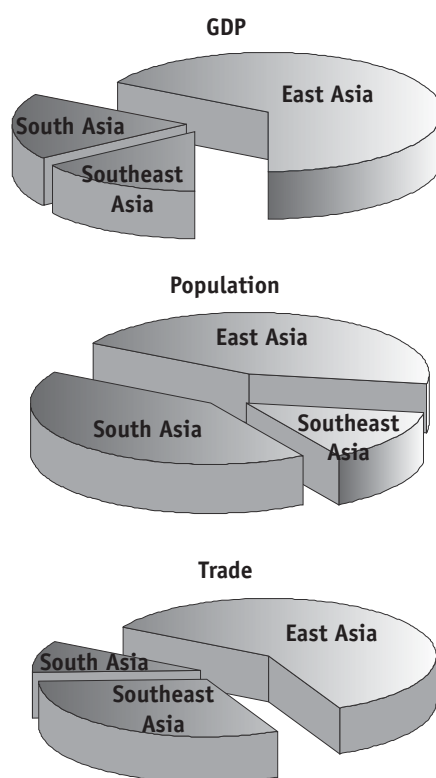 GDP
East Asia
South Asia
Southeast
Asia
Population
East Asia
South Asia
Southeast
Asia
Trade
East Asia
South Asia
Southeast
Asia